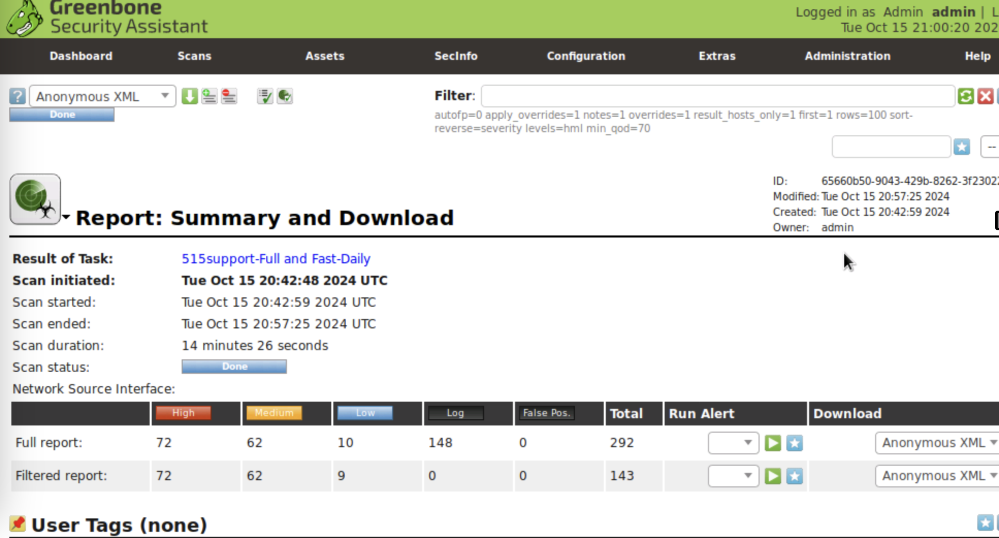 Greenbone
Security Assistant
Logged in as Admin admin | L
Tue Oct 15 21:00:20 202
Dashboard Scans Assets SecInfo Configuration Extras Administration Help
? Anonymous XML
Done
Filter:
autofp=0 apply_overrides=1 notes=1 overrides=1 result_hosts_only=1 first=1 rows=100 sort-
reverse=severity levels=hml min_qod=70
--
ID: 65660b50-9043-429b-8262-3f2302
Modified: Tue Oct 15 20:57:25 2024
Created: Tue Oct 15 20:42:59 2024
Owner: admin
Report: Summary and Download
Result of Task: 515support-Full and Fast-Daily
Scan initiated: Tue Oct 15 20:42:48 2024 UTC
Scan started: Tue Oct 15 20:42:59 2024 UTC
Scan ended: Tue Oct 15 20:57:25 2024 UTC
Scan duration: 14 minutes 26 seconds
Scan status: Done
Network Source Interface:
High Medium Low Log False Pos. Total Run Alert Download
Full report: 72 62 10 148 0 292 Anonymous XML
Filtered report: 72 62 9 0 0 143 Anonymous XML
User Tags (none)